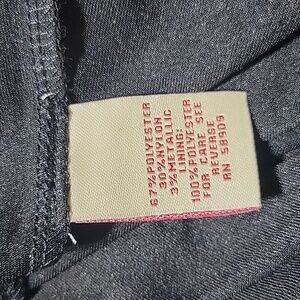 67% POLYESTER
30% NYLON
3% METALLIC
LINING:
100% POLYESTER
FOR CARE SEE
REVERSE
RN 58909